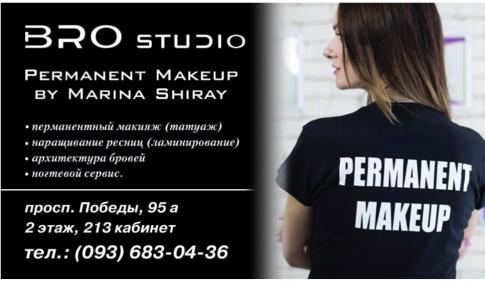 BRO STUDIO
PERMANENT MAKEUP
BY MARINA SHIRAY
• перманентный макияж (татуаж)
• наращивание ресниц (ламинирование)
• архитектура бровей
• ногтевой сервис.
просп. Победы, 95 а
2 этаж, 213 кабинет
тел.: (093) 683-04-36
PERMANENT
MAKEUP